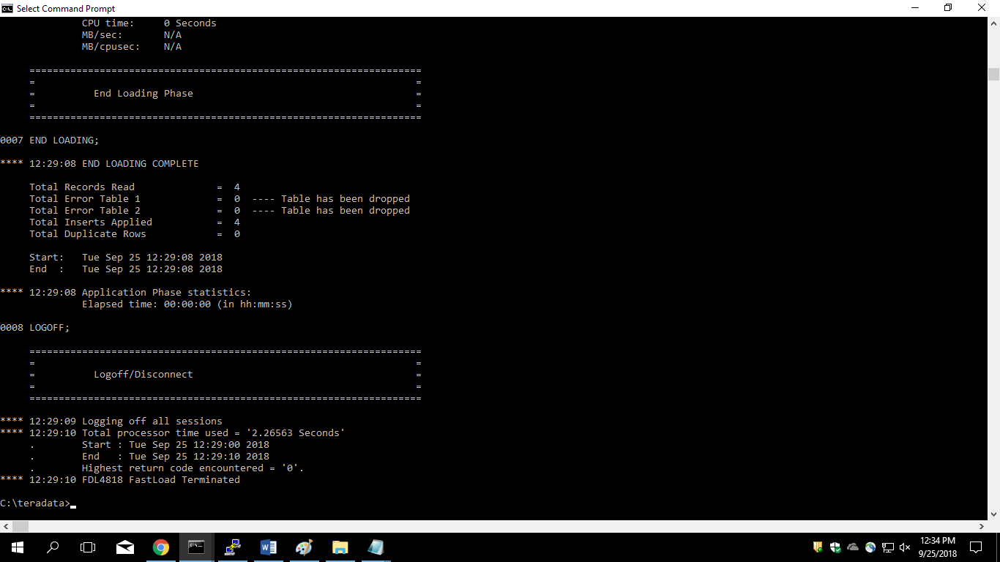 Select Command Prompt
CPU time:     0 Seconds
MB/sec:       N/A
MB/cpusec:    N/A
===================================================================
=                                                                 =
=          End Loading Phase                                      =
=                                                                 =
===================================================================
0007 END LOADING;
**** 12:29:08 END LOADING COMPLETE
Total Records Read              =  4
Total Error Table 1             =  0  ---- Table has been dropped
Total Error Table 2             =  0  ---- Table has been dropped
Total Inserts Applied           =  4
Total Duplicate Rows            =  0
Start:   Tue Sep 25 12:29:08 2018
End  :   Tue Sep 25 12:29:08 2018
**** 12:29:08 Application Phase statistics:
Elapsed time: 00:00:00 (in hh:mm:ss)
0008 LOGOFF;
===================================================================
=                                                                 =
=          Logoff/Disconnect                                      =
=                                                                 =
===================================================================
**** 12:29:09 Logging off all sessions
**** 12:29:10 Total processor time used = '2.26563 Seconds'
.        Start : Tue Sep 25 12:29:00 2018
.        End   : Tue Sep 25 12:29:10 2018
.        Highest return code encountered = '0'.
**** 12:29:10 FDL4818 FastLoad Terminated
C:\teradata>
12:34 PM
9/25/2018